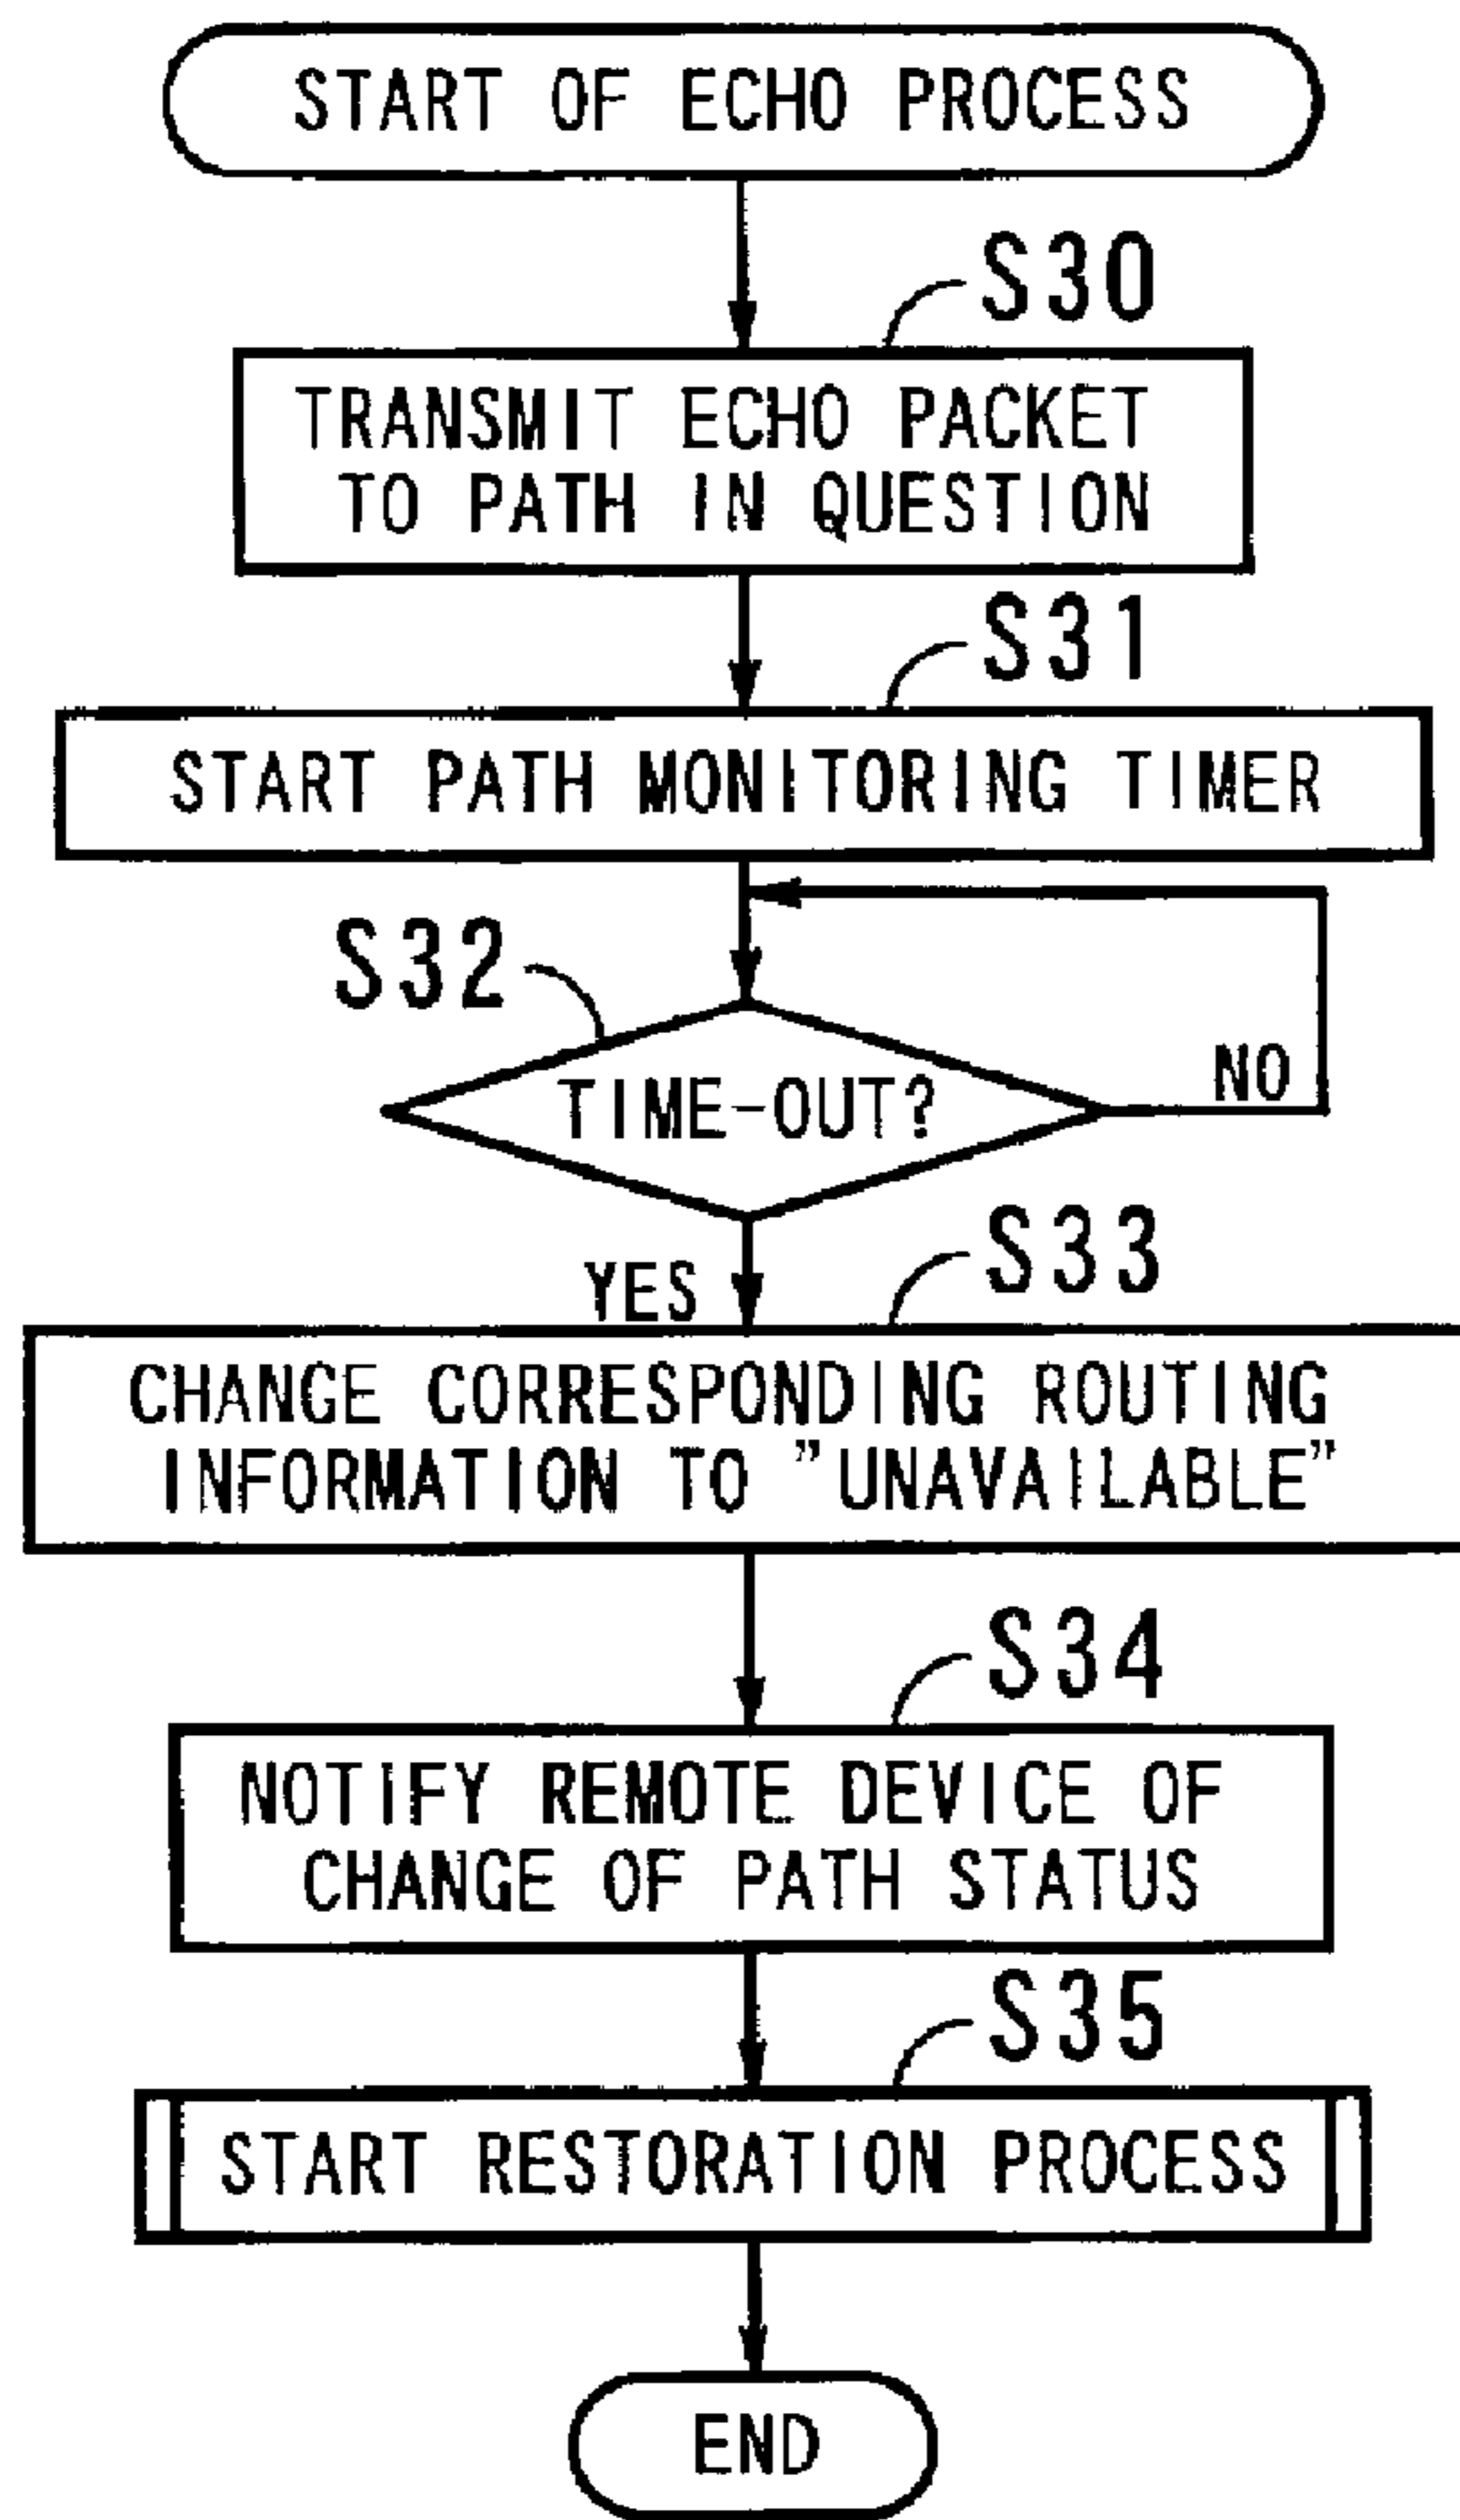 START OF ECHO PROCESS
S30
TRANSMIT ECHO PACKET
TO PATH IN QUESTION
S31
START PATH MONITORING TIMER
S32
TIME-OUT?
NO
YES
S33
CHANGE CORRESPONDING ROUTING
INFORMATION TO "UNAVAILABLE"
S34
NOTIFY REMOTE DEVICE OF
CHANGE OF PATH STATUS
S35
START RESTORATION PROCESS
END